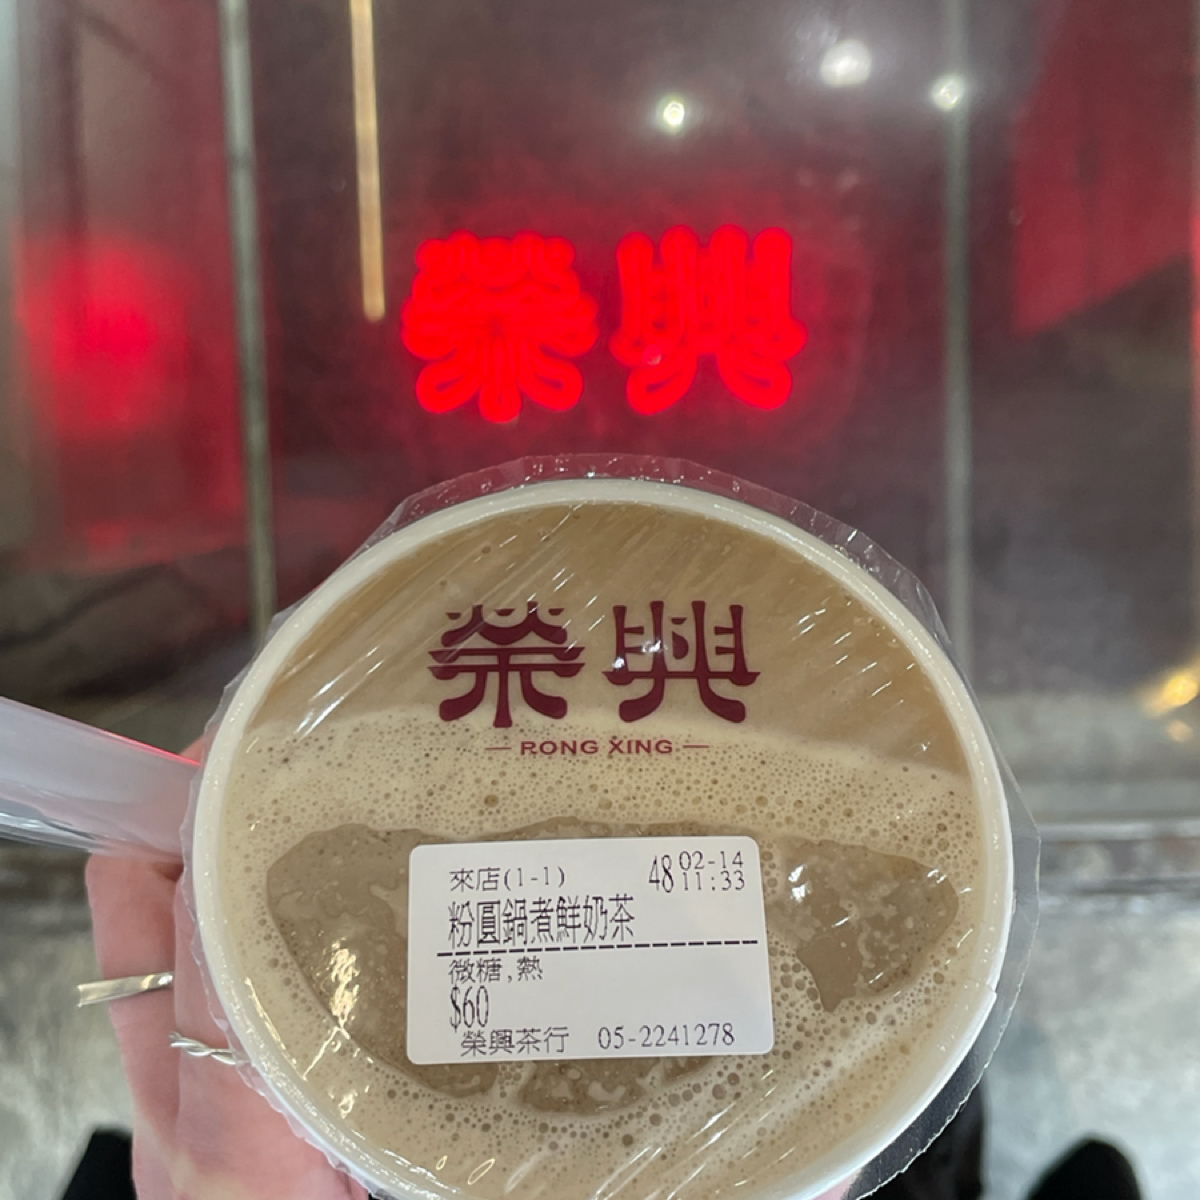 榮興
榮興
RONG XING
來店(1-1) 48 02-14 11:33
粉圓鍋煮鮮奶茶
微糖,熱
$60
榮興茶行 05-2241278